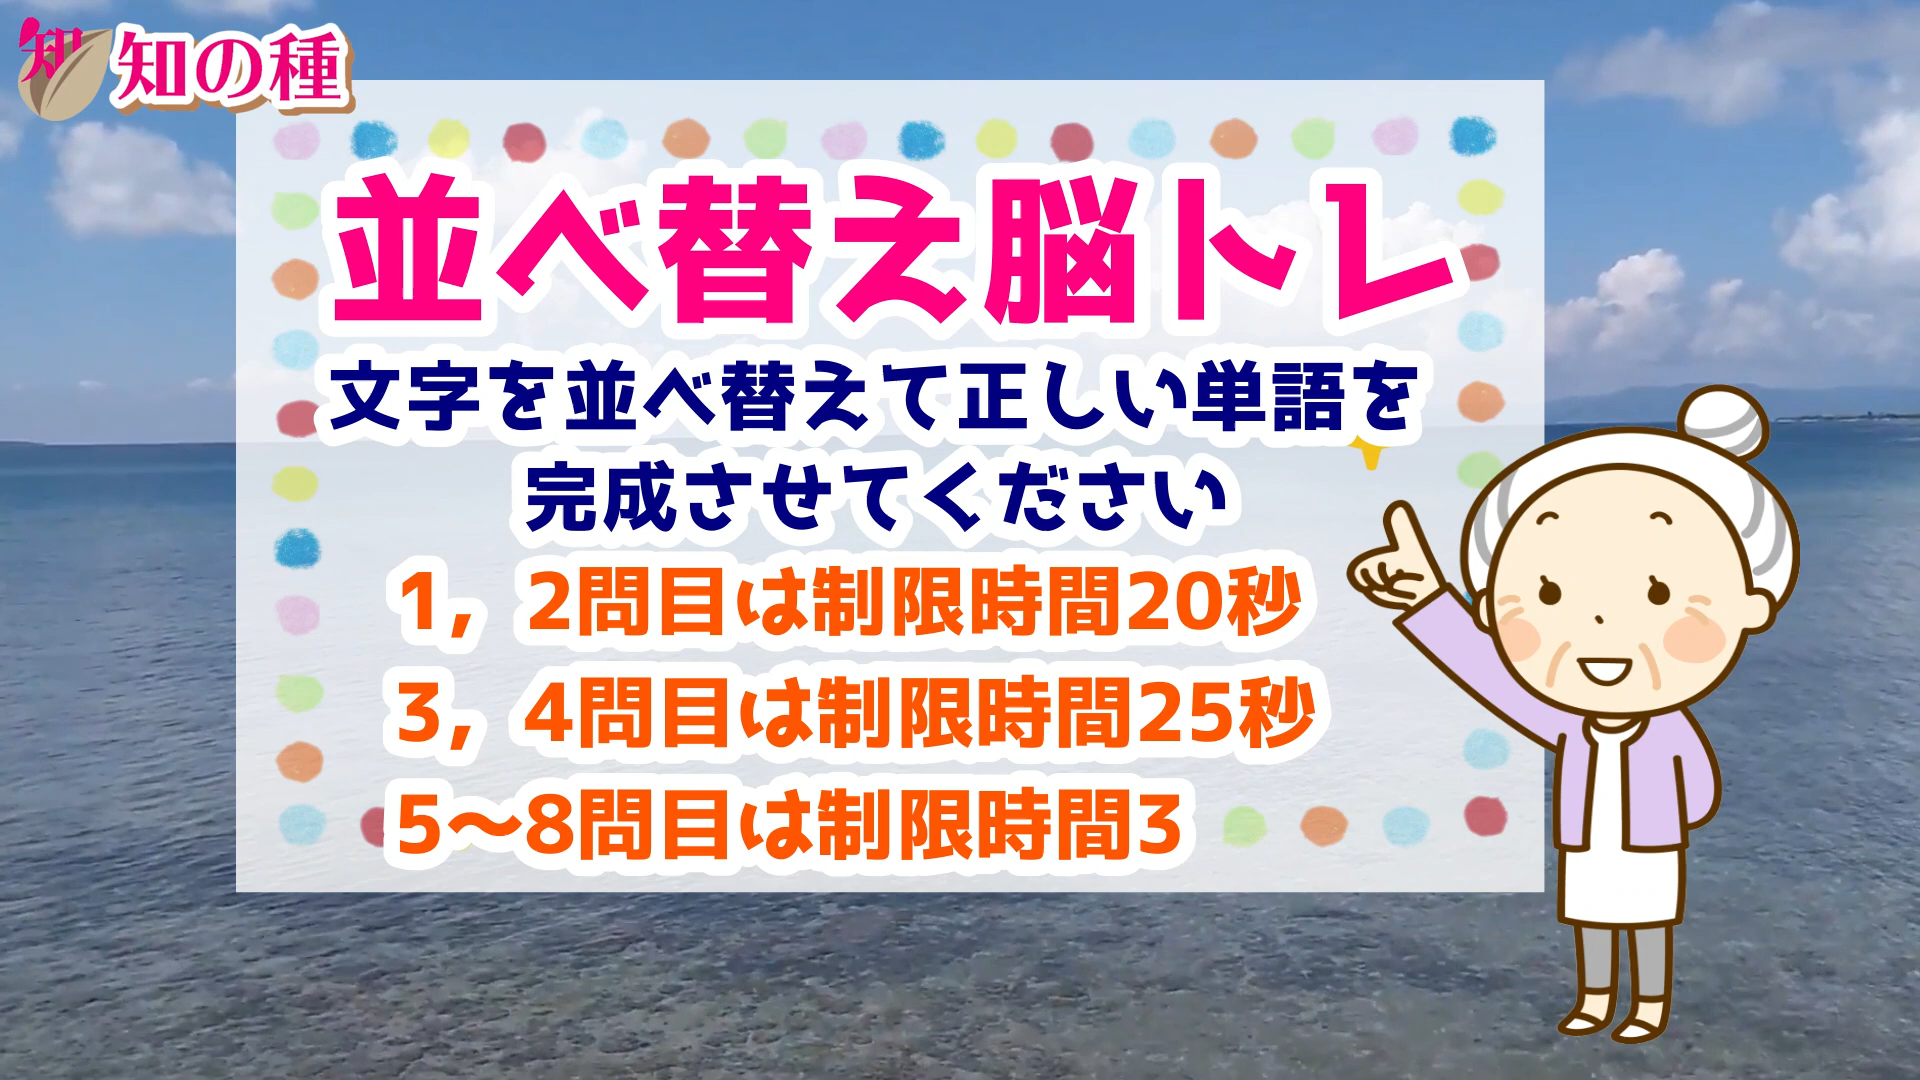 知の種
並べ替え脳トレ
文字を並べ替えて正しい単語を
完成させてください
1，2問目は制限時間20秒
3，4問目は制限時間25秒
5～8問目は制限時間3